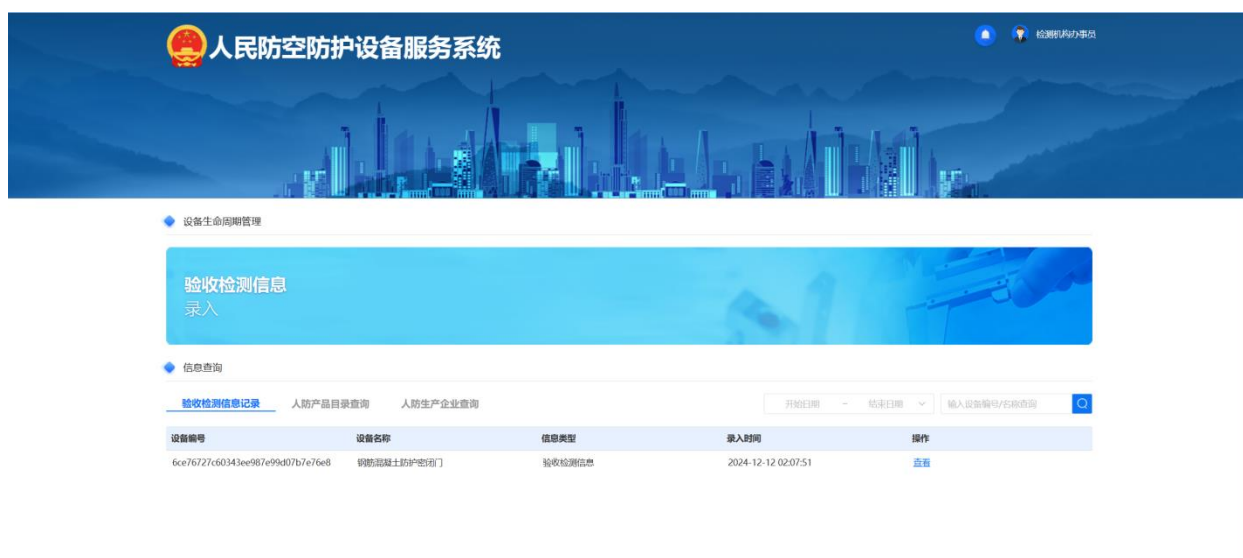 人民防空防护设备服务系统
检测机构办事员
设备生命周期管理
验收检测信息
录入
信息查询
验收检测信息记录 人防产品目录查询 人防生产企业查询 开始日期 ~ 结束日期 输入设备编号/名称查询
设备编号 设备名称 信息类型 录入时间 操作
6ce76727c60343ee987e99d07b7e76e8 钢筋混凝土防护密闭门 验收检测信息 2024-12-12 02:07:51 查看